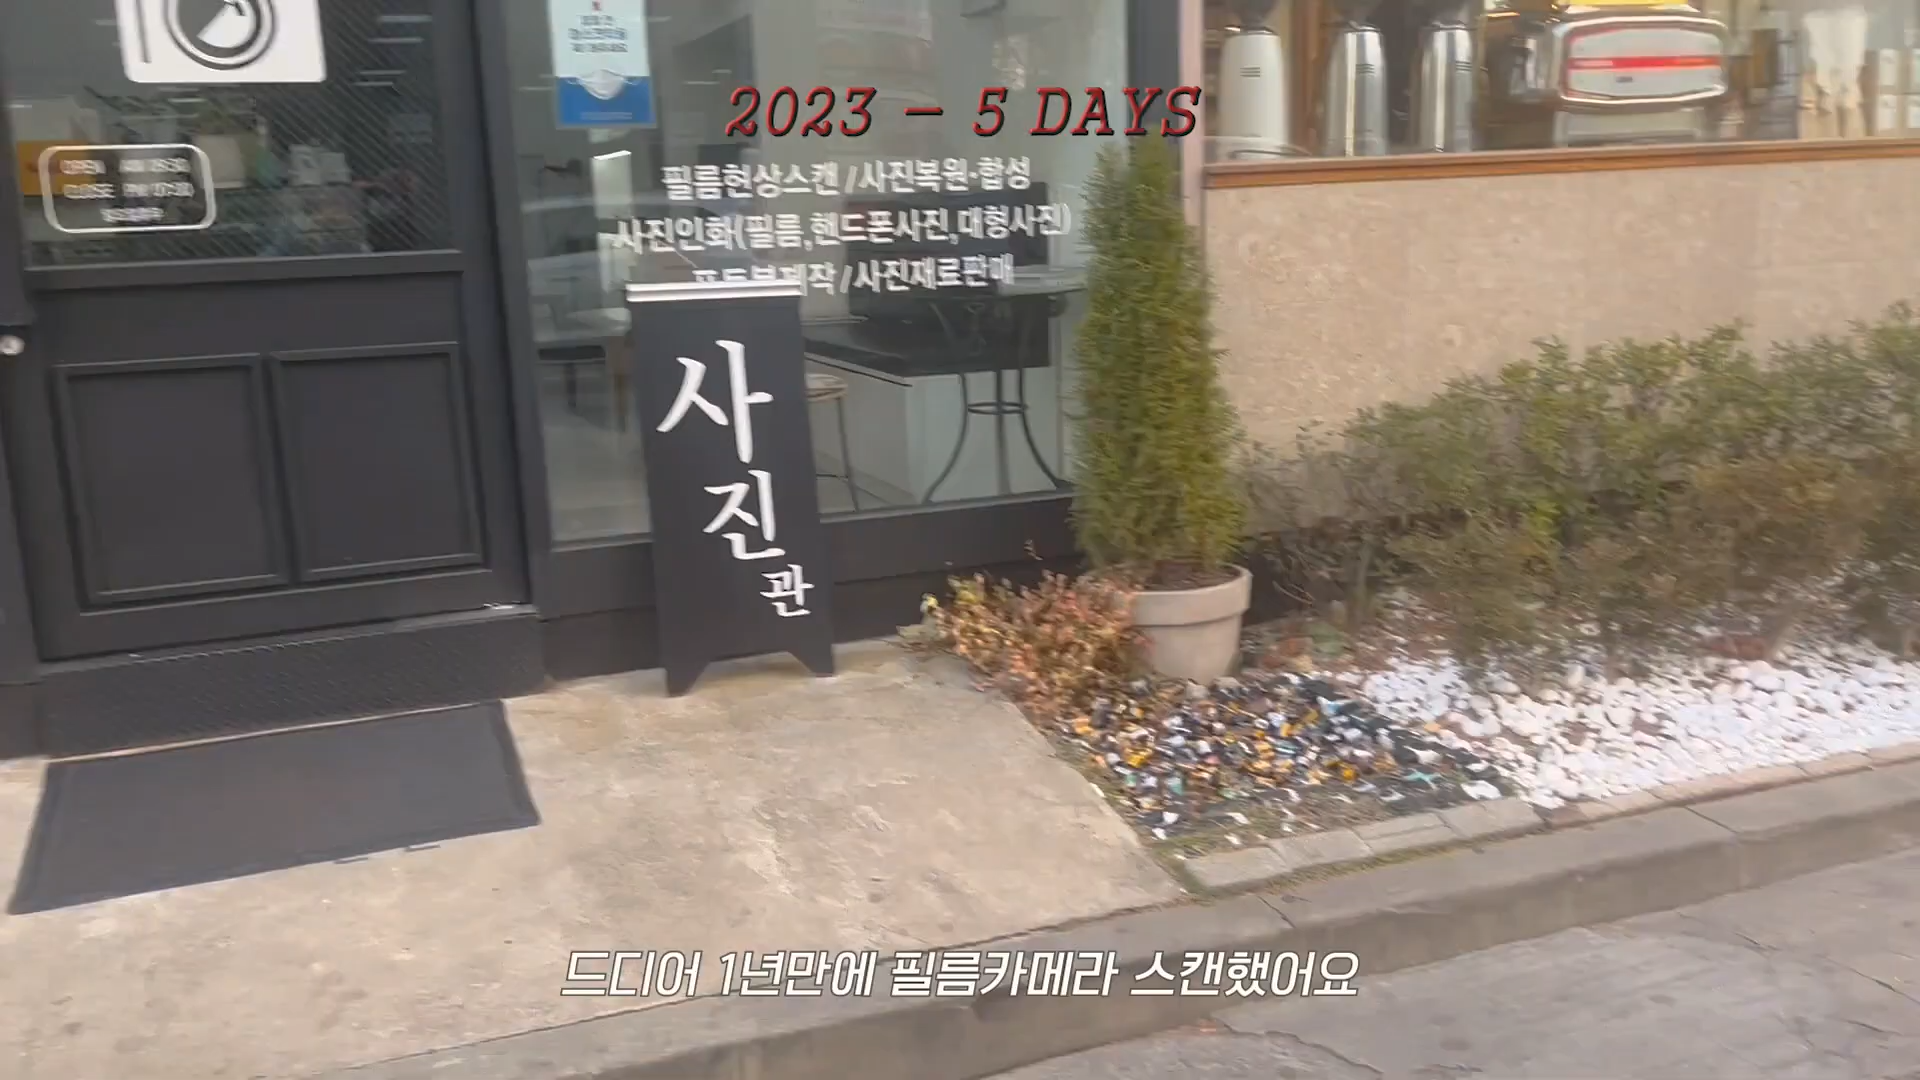 2023 – 5 DAYS
필름현상스캔/사진복원·합성
사진인화(필름,핸드폰사진,대형사진)
/사진재료판매
OPEN
CLOSE
사진관
드디어 1년만에 필름카메라 스캔했어요